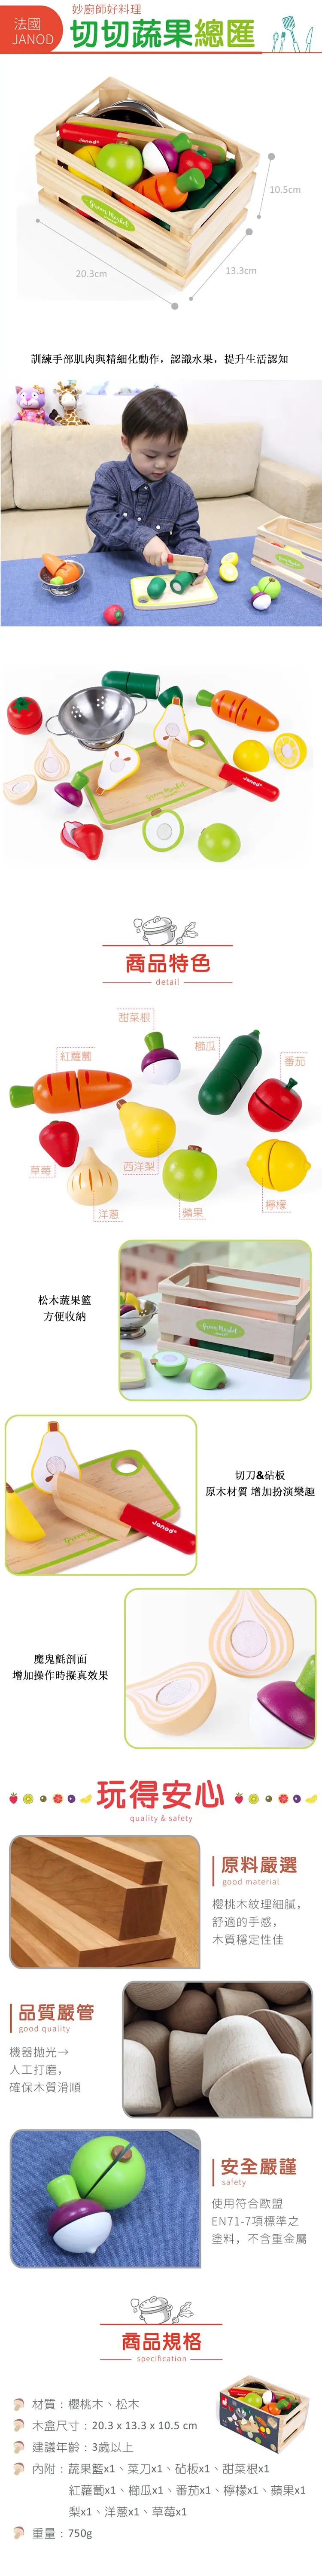 法國
JANOD
妙廚師好料理
切切蔬果總匯
Janod
Green Market
10.5cm
20.3cm
13.3cm
訓練手部肌肉與精細化動作，認識水果，提升生活認知
Janod
Green Market
商品特色
detail
甜菜根
櫛瓜
紅蘿蔔
番茄
草莓
西洋梨
洋蔥
蘋果
檸檬
松木蔬果籃
方便收納
Green Market
切刀&砧板
原木材質 增加扮演樂趣
Janod
Green Market
魔鬼氈剖面
增加操作時擬真效果
玩得安心
quality & safety
原料嚴選
good material
櫻桃木紋理細膩，
舒適的手感，
木質穩定性佳
品質嚴管
good quality
機器拋光→
人工打磨，
確保木質滑順
安全嚴謹
safety
使用符合歐盟
EN71-7項標準之
塗料，不含重金屬
商品規格
specification
材質：櫻桃木、松木
木盒尺寸：20.3 x 13.3 x 10.5 cm
建議年齡：3歲以上
內附：蔬果籃x1、菜刀x1、砧板x1、甜菜根x1
紅蘿蔔x1、櫛瓜x1、番茄x1、檸檬x1、蘋果x1
梨x1、洋蔥x1、草莓x1
重量：750g